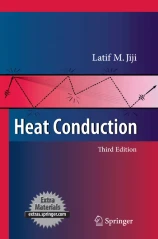 Latif M. Jiji
Heat Conduction
Third Edition
Extra
Materials
extras.springer.com
Springer